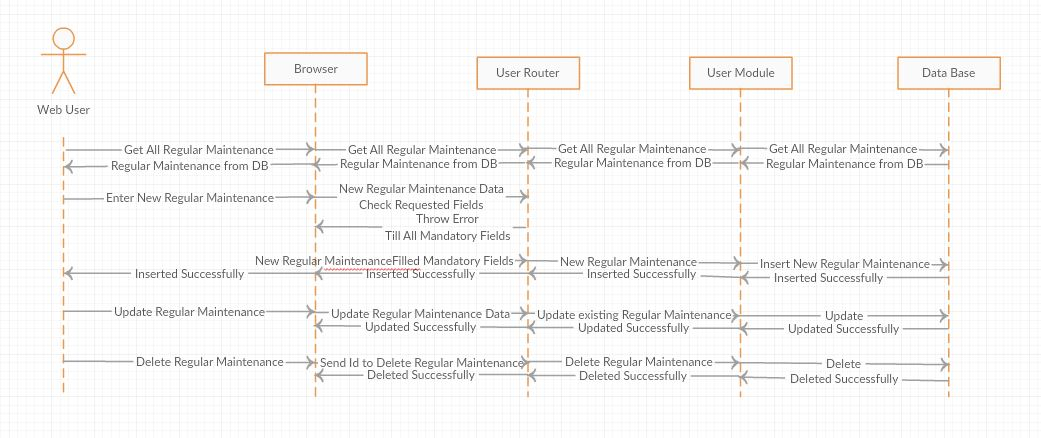 Browser
User Router
User Module
Data Base
Web User
Get All Regular Maintenance
Get All Regular Maintenance
Get All Regular Maintenance
Get All Regular Maintenance
Regular Maintenance from DB
Regular Maintenance from DB
Regular Maintenance from DB
Regular Maintenance from DB
Enter New Regular Maintenance
New Regular Maintenance Data
Check Requested Fields
Throw Error
Till All Mandatory Fields
New Regular MaintenanceFilled Mandatory Fields
New Regular Maintenance
Insert New Regular Maintenance
Inserted Successfully
Inserted Successfully
Inserted Successfully
Inserted Successfully
Update Regular Maintenance
Update Regular Maintenance Data
Update existing Regular Maintenance
Update
Updated Successfully
Updated Successfully
Updated Successfully
Delete Regular Maintenance
Send Id to Delete Regular Maintenance
Delete Regular Maintenance
Delete
Deleted Successfully
Deleted Successfully
Deleted Successfully